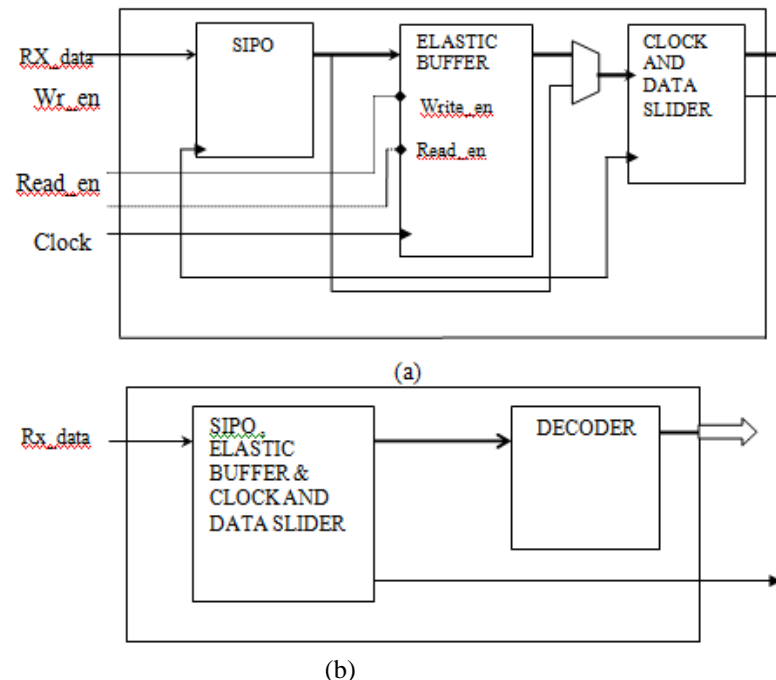 RX_data
Wr_en
Read_en
Clock
SIPO
ELASTIC
BUFFER
Write_en
Read_en
CLOCK
AND
DATA
SLIDER
(a)
Rx_data
SIPO ,
ELASTIC
BUFFER &
CLOCK AND
DATA SLIDER
DECODER
(b)